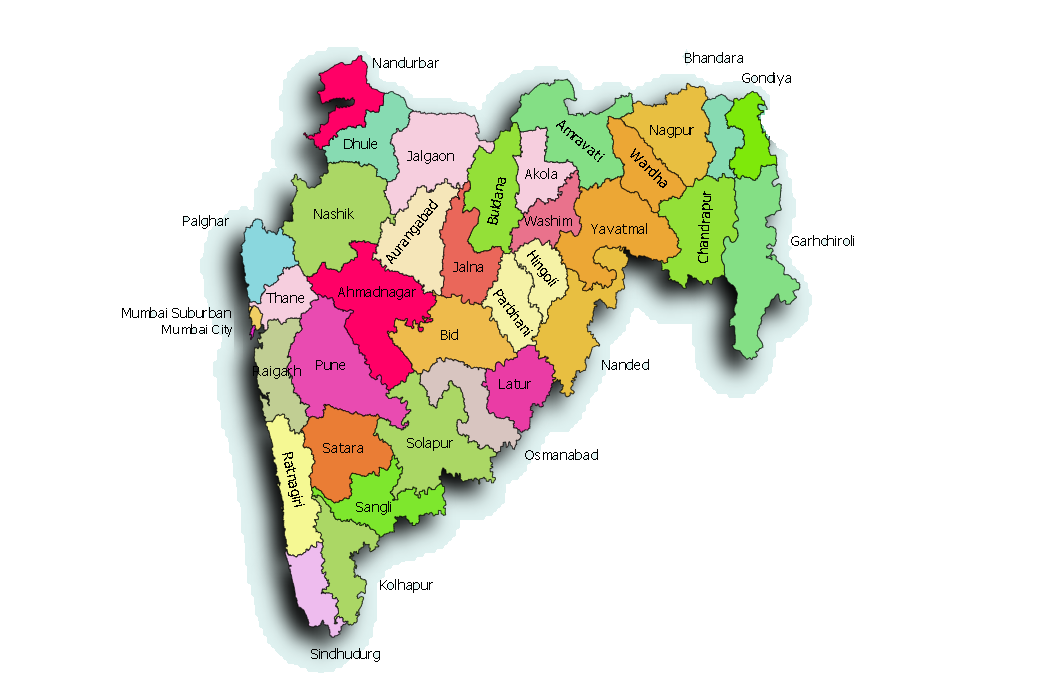 Bhandara
Nandurbar
Gondiya
Dhule
Jalgaon
Amravati
Nagpur
Akola
Wardha
Buldana
Nashik
Palghar
Aurangabad
Washim
Yavatmal
Chandrapur
Garhchiroli
Jalna
Hingoli
Thane
Ahmadnagar
Parbhani
Mumbai Suburban
Mumbai City
Bid
Raigarh
Pune
Nanded
Latur
Satara
Solapur
Osmanabad
Ratnagiri
Sangli
Kolhapur
Sindhudurg